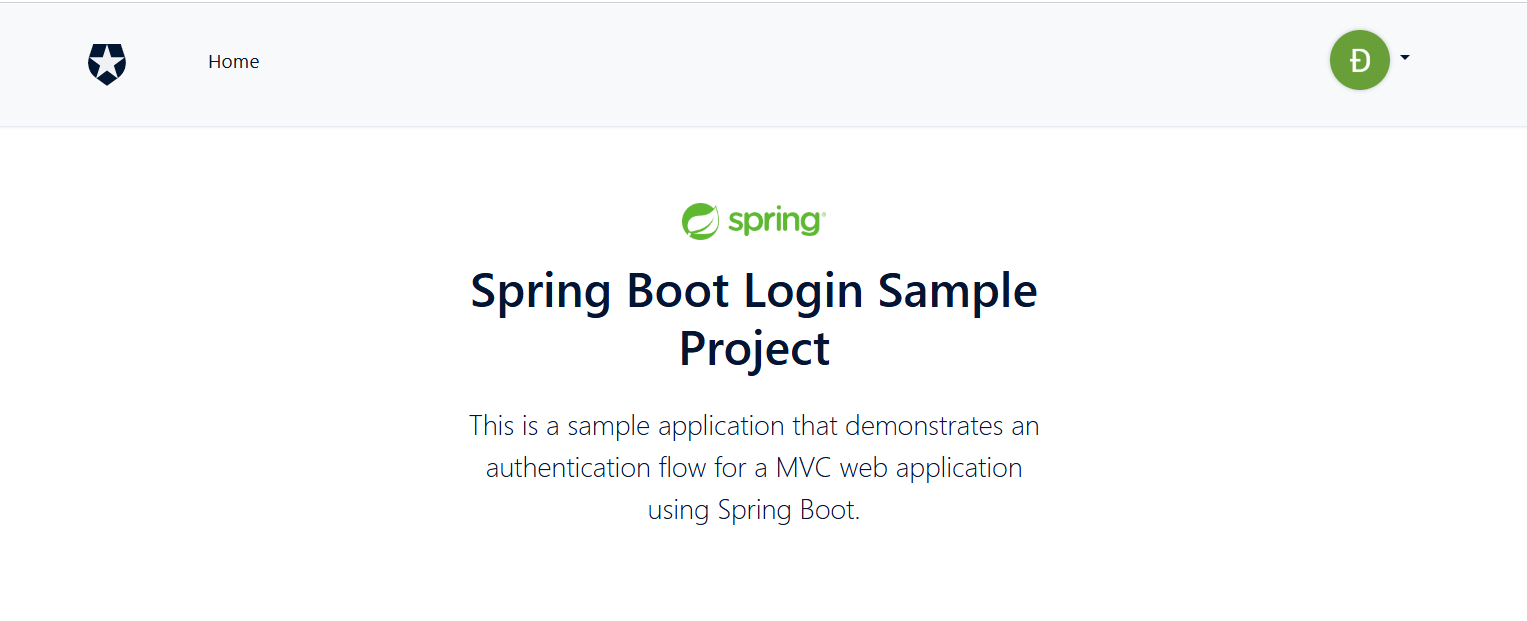 Home
Đ
spring
Spring Boot Login Sample
Project
This is a sample application that demonstrates an
authentication flow for a MVC web application
using Spring Boot.